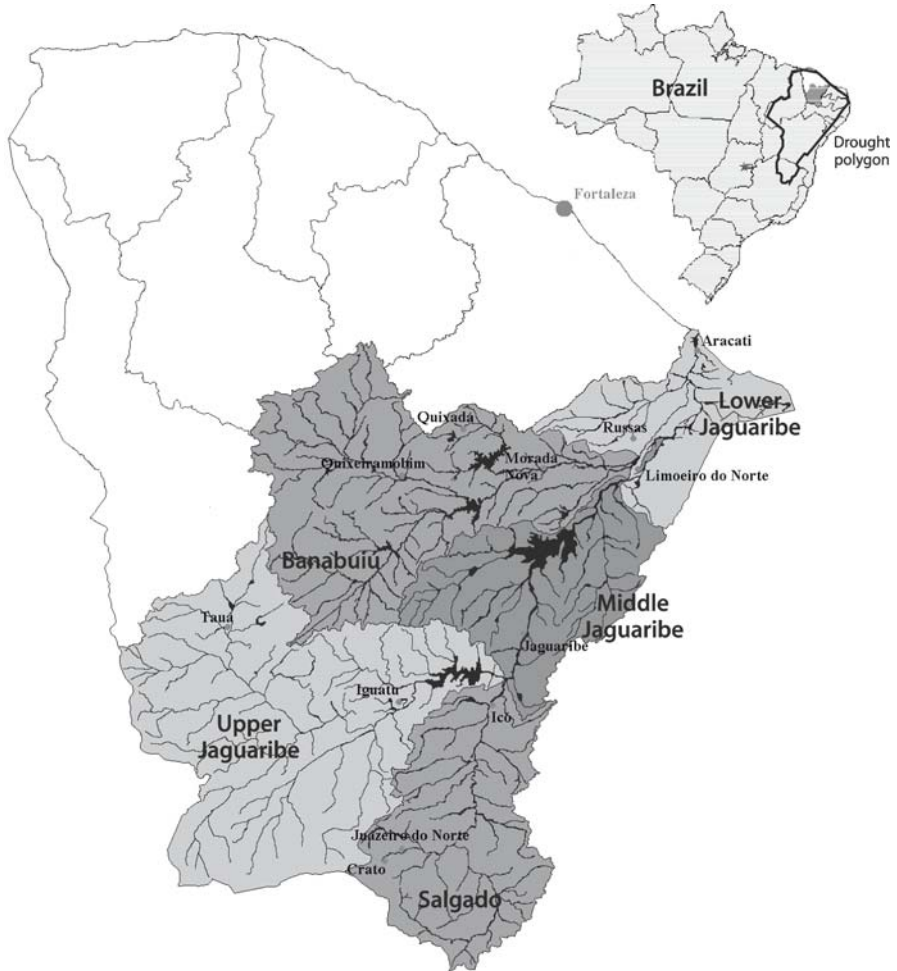 Brazil
Drought
polygon
Fortaleza
Aracati
Lower
Jaguaribe
Quixadá
Russas
Quixeiramobim
Morada
Nova
Limoeiro do Norte
Banabuiú
Middle
Jaguaribe
Tauá
Jaguaribe
Iguatu
Icó
Upper
Jaguaribe
Juazeiro do Norte
Crato
Salgado